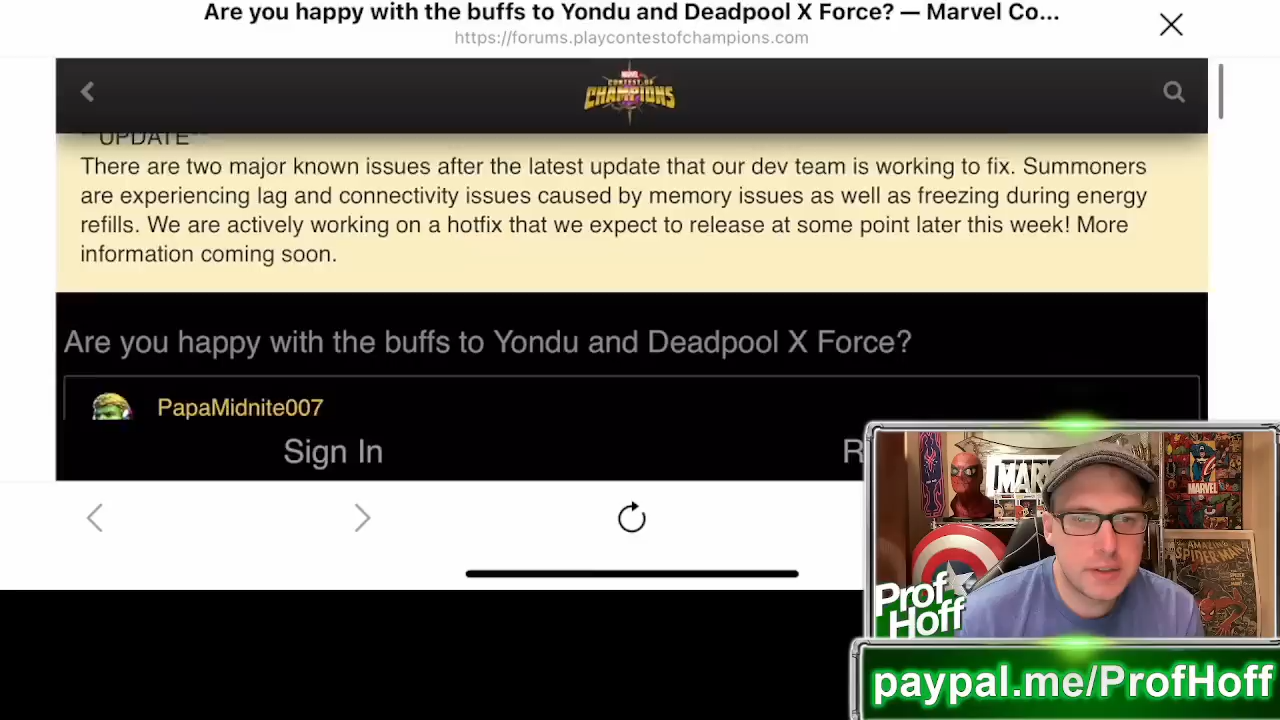 Are you happy with the buffs to Yondu and Deadpool X Force? — Marvel Co...
https://forums.playcontestofchampions.com
MARVEL
CONTEST OF
CHAMPIONS
**UPDATE**
There are two major known issues after the latest update that our dev team is working to fix. Summoners
are experiencing lag and connectivity issues caused by memory issues as well as freezing during energy
refills. We are actively working on a hotfix that we expect to release at some point later this week! More
information coming soon.
Are you happy with the buffs to Yondu and Deadpool X Force?
PapaMidnite007
Sign In
R
MAR
MARVEL
AMAZING
SPIDER-MAN
Prof
Hoff
paypal.me/ProfHoff